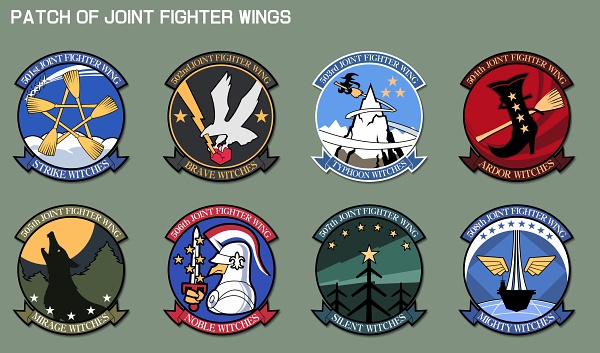 PATCH OF JOINT FIGHTER WINGS
501st JOINT FIGHTER WING
STRIKE WITCHES
502nd JOINT FIGHTER WING
BRAVE WITCHES
503rd JOINT FIGHTER WING
TYPHOON WITCHES
504th JOINT FIGHTER WING
ARDOR WITCHES
505th JOINT FIGHTER WING
MIRAGE WITCHES
506th JOINT FIGHTER WING
NOBLE WITCHES
507th JOINT FIGHTER WING
SILENT WITCHES
508th JOINT FIGHTER WING
MIGHTY WITCHES